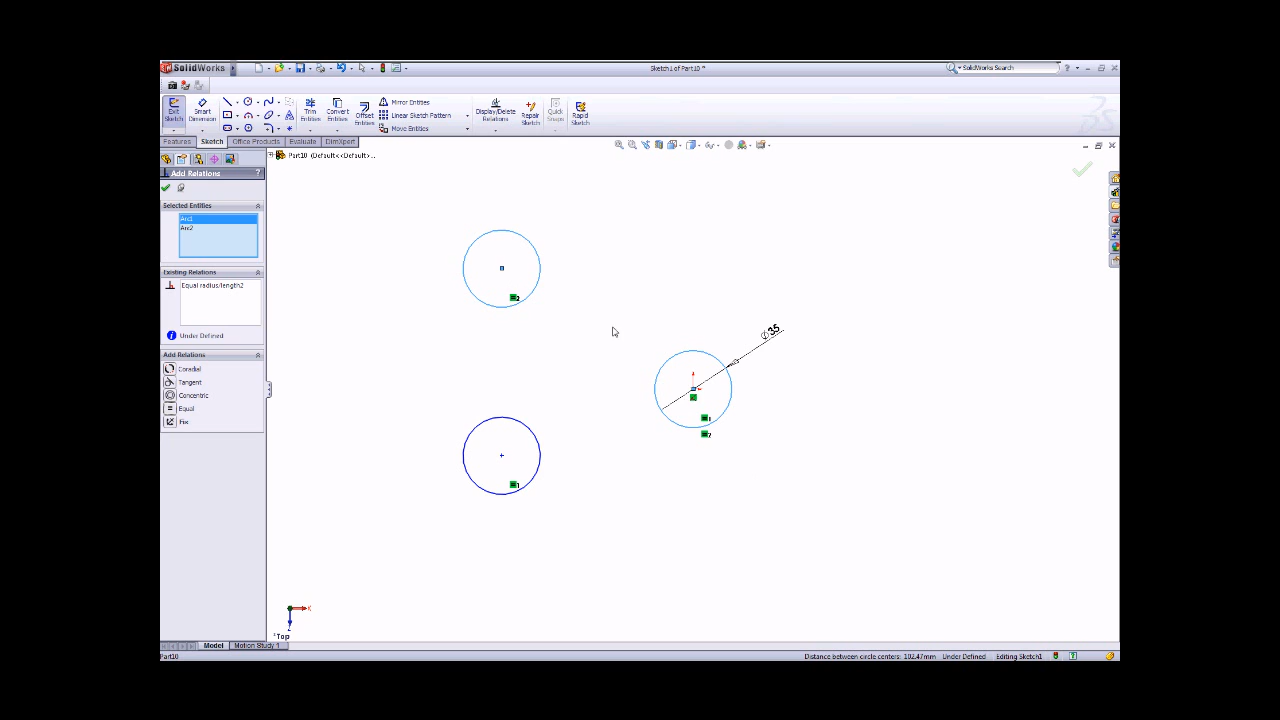 SolidWorks
Sketch1 of Part10 *
SolidWorks Search
Exit Sketch
Smart Dimension
Trim Entities
Convert Entities
Offset Entities
Mirror Entities
Linear Sketch Pattern
Move Entities
Display/Delete Relations
Repair Sketch
Quick Snaps
Rapid Sketch
Features
Sketch
Office Products
Evaluate
DimXpert
Part10 (Default<<Default>...
Add Relations
?
Selected Entities
Arc1
Arc2
Existing Relations
Equal radius/length2
Under Defined
Add Relations
Coradial
Tangent
Concentric
Equal
Fix
2
∅35
1
2
1
X
*Top
Model
Motion Study 1
Part10
Distance between circle centers: 102.47mm
Under Defined
Editing Sketch1